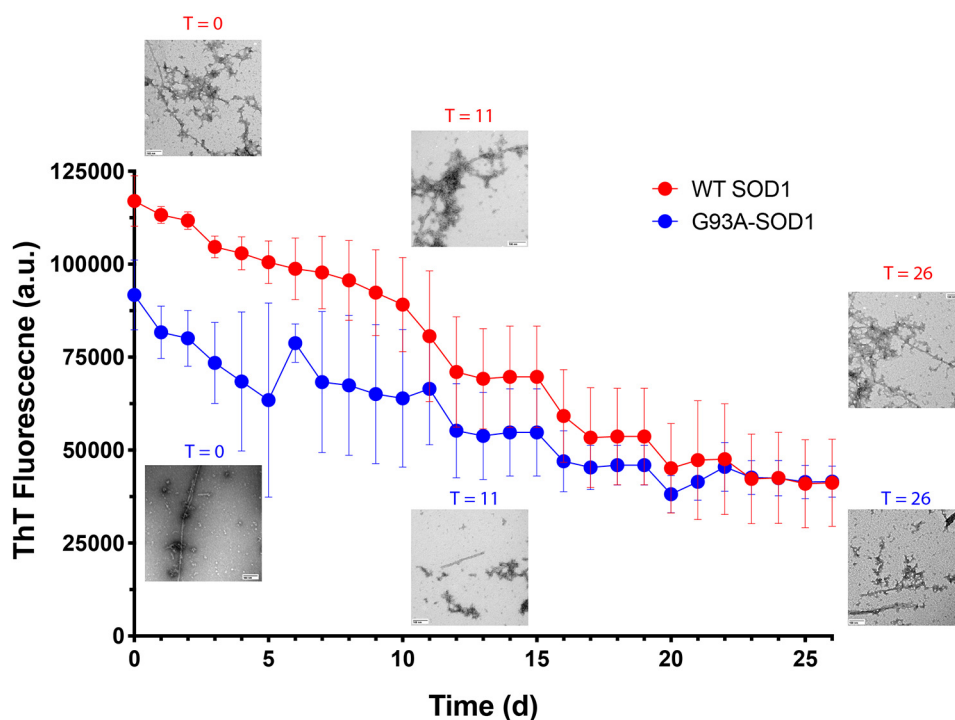 T = 0
T = 11
125000
WT SOD1
G93A-SOD1
100000
T = 26
75000
50000
T = 0
T = 11
T = 26
25000
0
0
5
10
15
20
25
ThT Fluorescecne (a.u.)
Time (d)